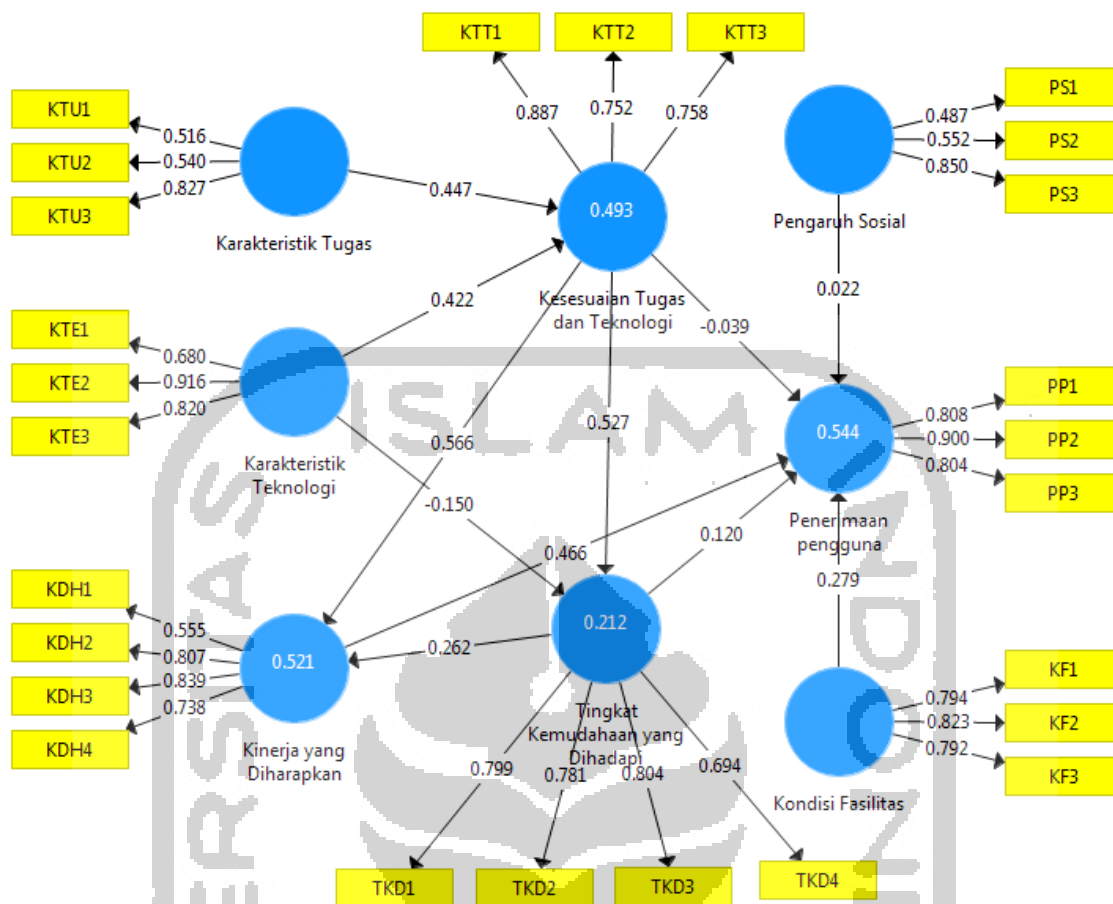 KTT1
KTT2
KTT3
0.887
0.752
0.758
KTU1
KTU2
KTU3
0.516
0.540
0.827
Karakteristik Tugas
0.447
0.493
Kesesuaian Tugas
dan Teknologi
PS1
PS2
PS3
0.487
0.552
0.850
Pengaruh Sosial
0.022
0.422
-0.039
KTE1
KTE2
KTE3
0.680
0.916
0.820
Karakteristik
Teknologi
0.566
0.527
-0.150
0.544
Penerimaan
pengguna
PP1
PP2
PP3
0.808
0.900
0.804
0.466
0.120
0.279
KDH1
KDH2
KDH3
KDH4
0.555
0.807
0.839
0.738
0.521
Kinerja yang
Diharapkan
0.262
0.212
Tingkat
Kemudahaan yang
Dihadapi
KF1
KF2
KF3
0.794
0.823
0.792
Kondisi Fasilitas
0.799
0.781
0.804
0.694
TKD1
TKD2
TKD3
TKD4
ISLAM
ERSITAS
INDON